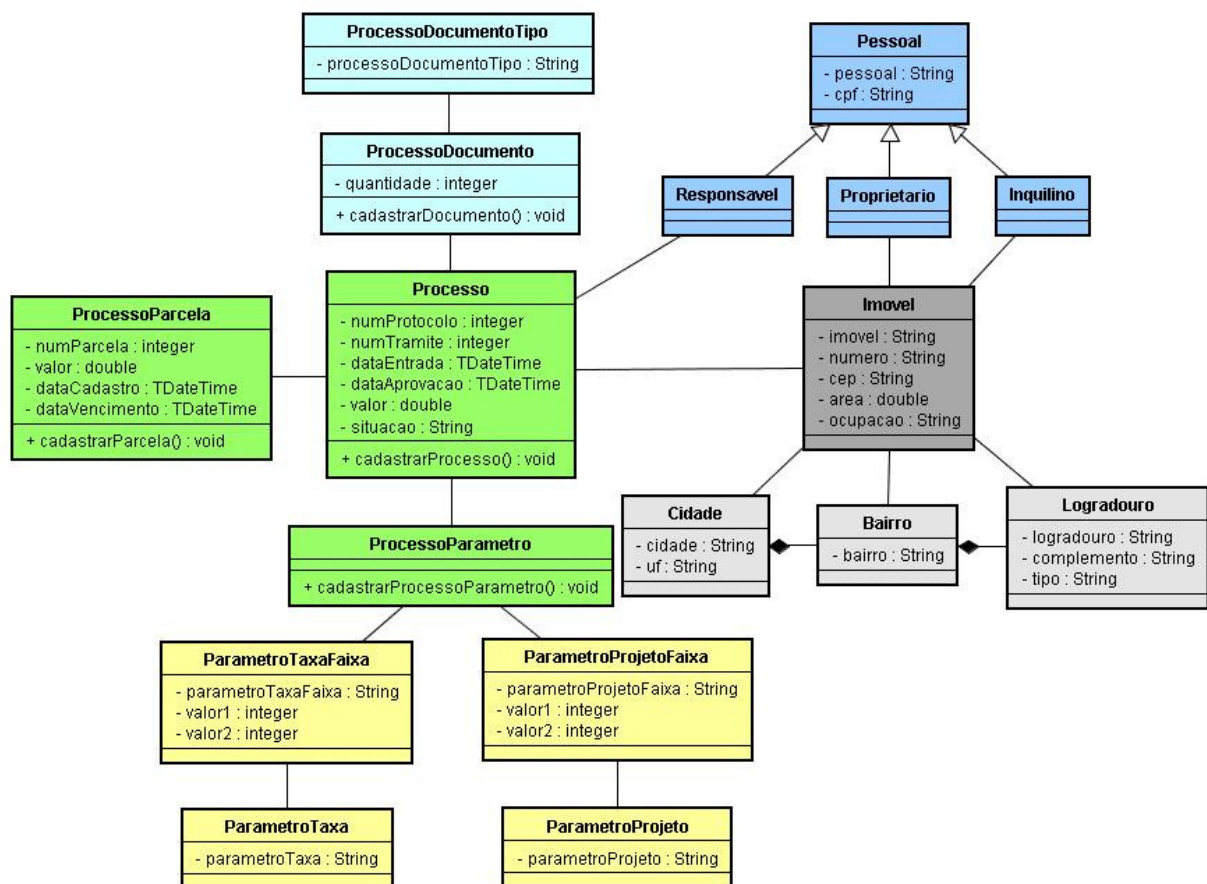 ProcessoDocumentoTipo
- processoDocumentoTipo : String
Pessoal
- pessoal : String
- cpf : String
ProcessoDocumento
- quantidade : integer
+ cadastrarDocumento() : void
Responsavel
Proprietario
Inquilino
ProcessoParcela
- numParcela : integer
- valor : double
- dataCadastro : TDateTime
- dataVencimento : TDateTime
+ cadastrarParcela() : void
Processo
- numProtocolo : integer
- numTramite : integer
- dataEntrada : TDateTime
- dataAprovacao : TDateTime
- valor : double
- situacao : String
+ cadastrarProcesso() : void
Imovel
- imovel : String
- numero : String
- cep : String
- area : double
- ocupacao : String
Cidade
- cidade : String
- uf : String
Bairro
- bairro : String
Logradouro
- logradouro : String
- complemento : String
- tipo : String
ProcessoParametro
+ cadastrarProcessoParametro() : void
ParametroTaxaFaixa
- parametroTaxaFaixa : String
- valor1 : integer
- valor2 : integer
ParametroProjetoFaixa
- parametroProjetoFaixa : String
- valor1 : integer
- valor2 : integer
ParametroTaxa
- parametroTaxa : String
ParametroProjeto
- parametroProjeto : String